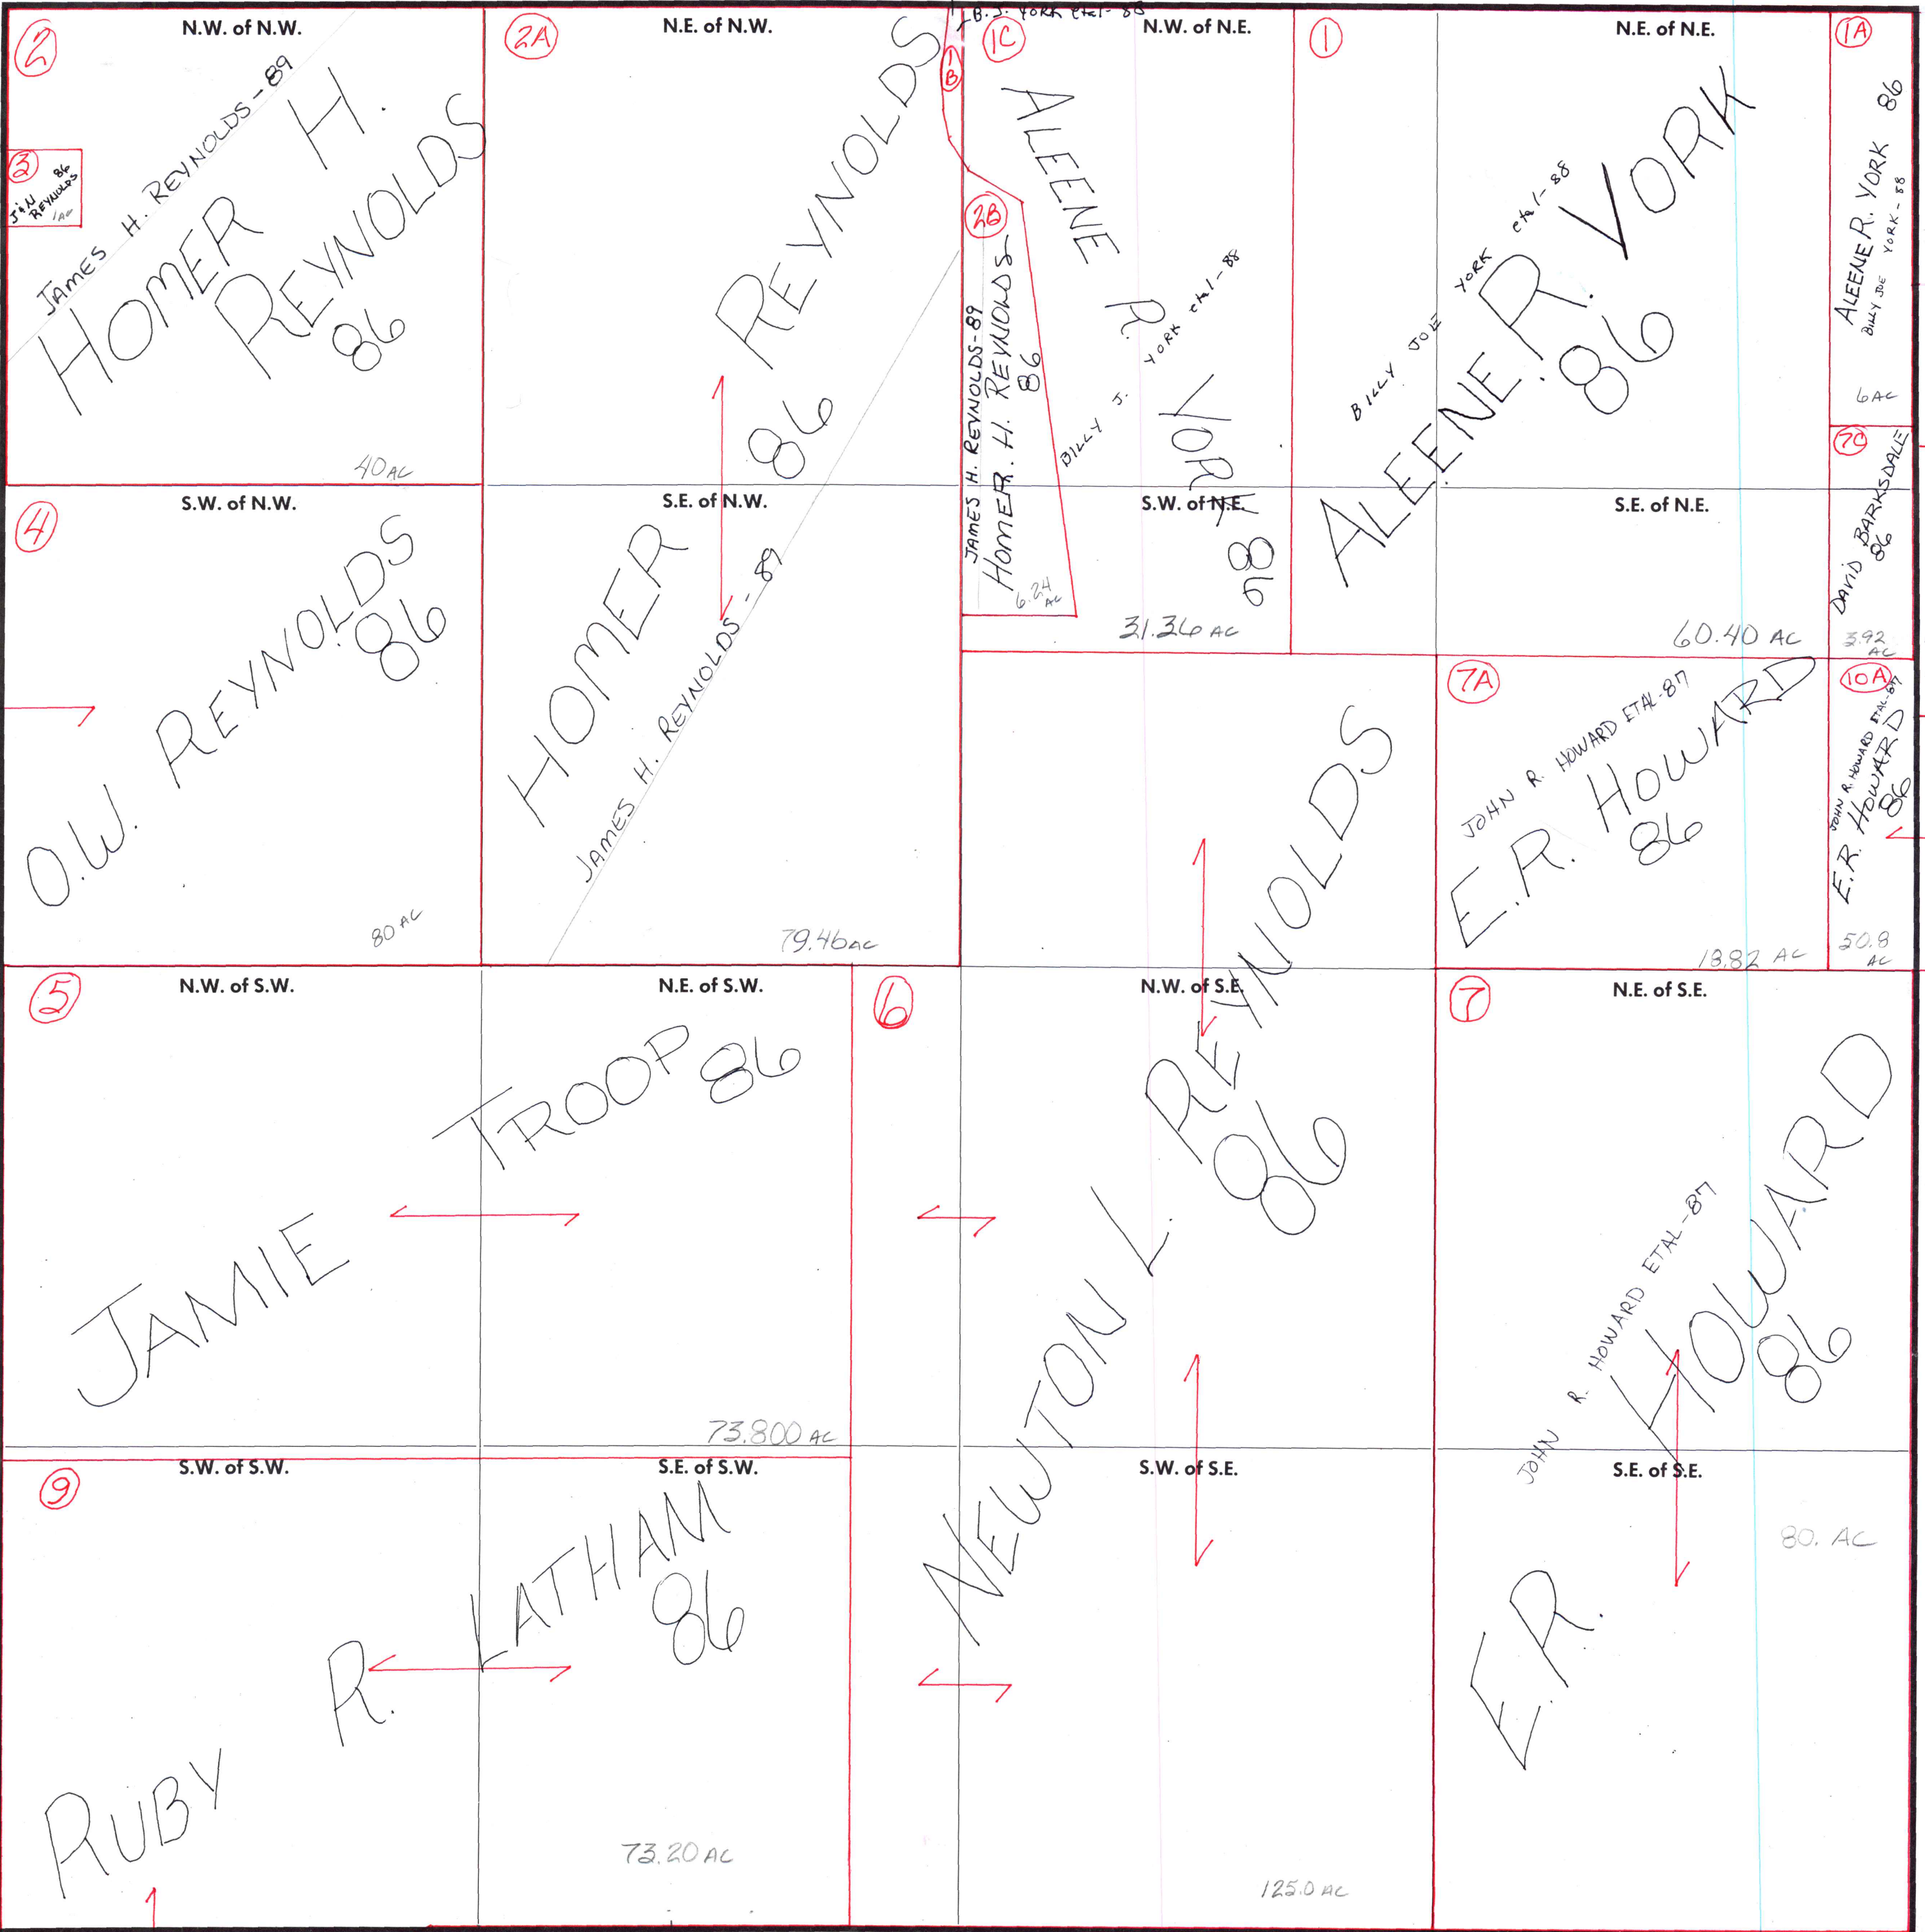 B.J. YORK etal-88
2
N.W. of N.W.
JAMES H. REYNOLDS-89
HOMER H.
REYNOLDS
86
40 AC
3
J & N
REYNOLDS
86
1AC
2A
N.E. of N.W.
HOMER REYNOLDS
86
S.E. of N.W.
JAMES H. REYNOLDS-89
79.46 AC
1B
1C
N.W. of N.E.
ALEENE
R.
YORK
86
BILLY J. YORK etal-88
S.W. of N.E.
31.36 AC
2B
JAMES H. REYNOLDS-89
HOMER. H. REYNOLDS
86
6.24
AC
1
N.E. of N.E.
BILLY JOE YORK etal-88
ALEENE R. YORK
86
S.E. of N.E.
60.40 AC
1A
ALEENE R. YORK 86
BILLY JOE YORK-88
6 AC
7C
DAVID BARKSDALE
86
3.92
AC
4
S.W. of N.W.
O.W. REYNOLDS
86
80 AC
7A
JOHN R. HOWARD ETAL-87
E.R. HOWARD
86
18.82 AC
10A
JOHN R. HOWARD ETAL-87
E.R. HOWARD
86
50.8
AC
5
N.W. of S.W.
N.E. of S.W.
JAMIE TROOP
86
73.800 AC
6
N.W. of S.E.
NEWTON L. REYNOLDS
86
S.W. of S.E.
125.0 AC
7
N.E. of S.E.
JOHN R. HOWARD ETAL-87
E.R. HOWARD
86
S.E. of S.E.
80. AC
9
S.W. of S.W.
S.E. of S.W.
RUBY R. LATHAM
86
73.20 AC